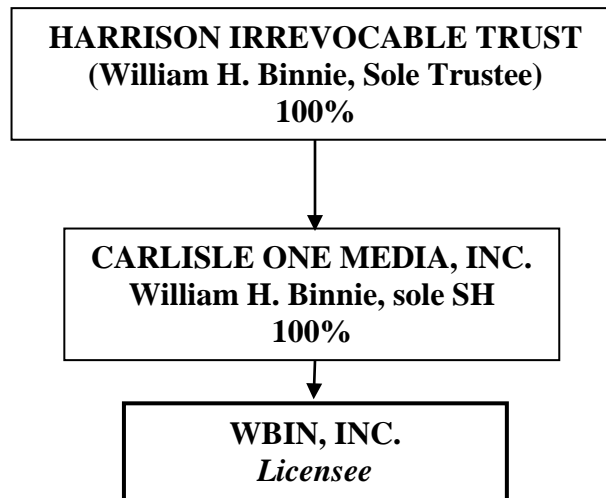 HARRISON IRREVOCABLE TRUST
(William H. Binnie, Sole Trustee)
100%
CARLISLE ONE MEDIA, INC.
William H. Binnie, sole SH
100%
WBIN, INC.
Licensee